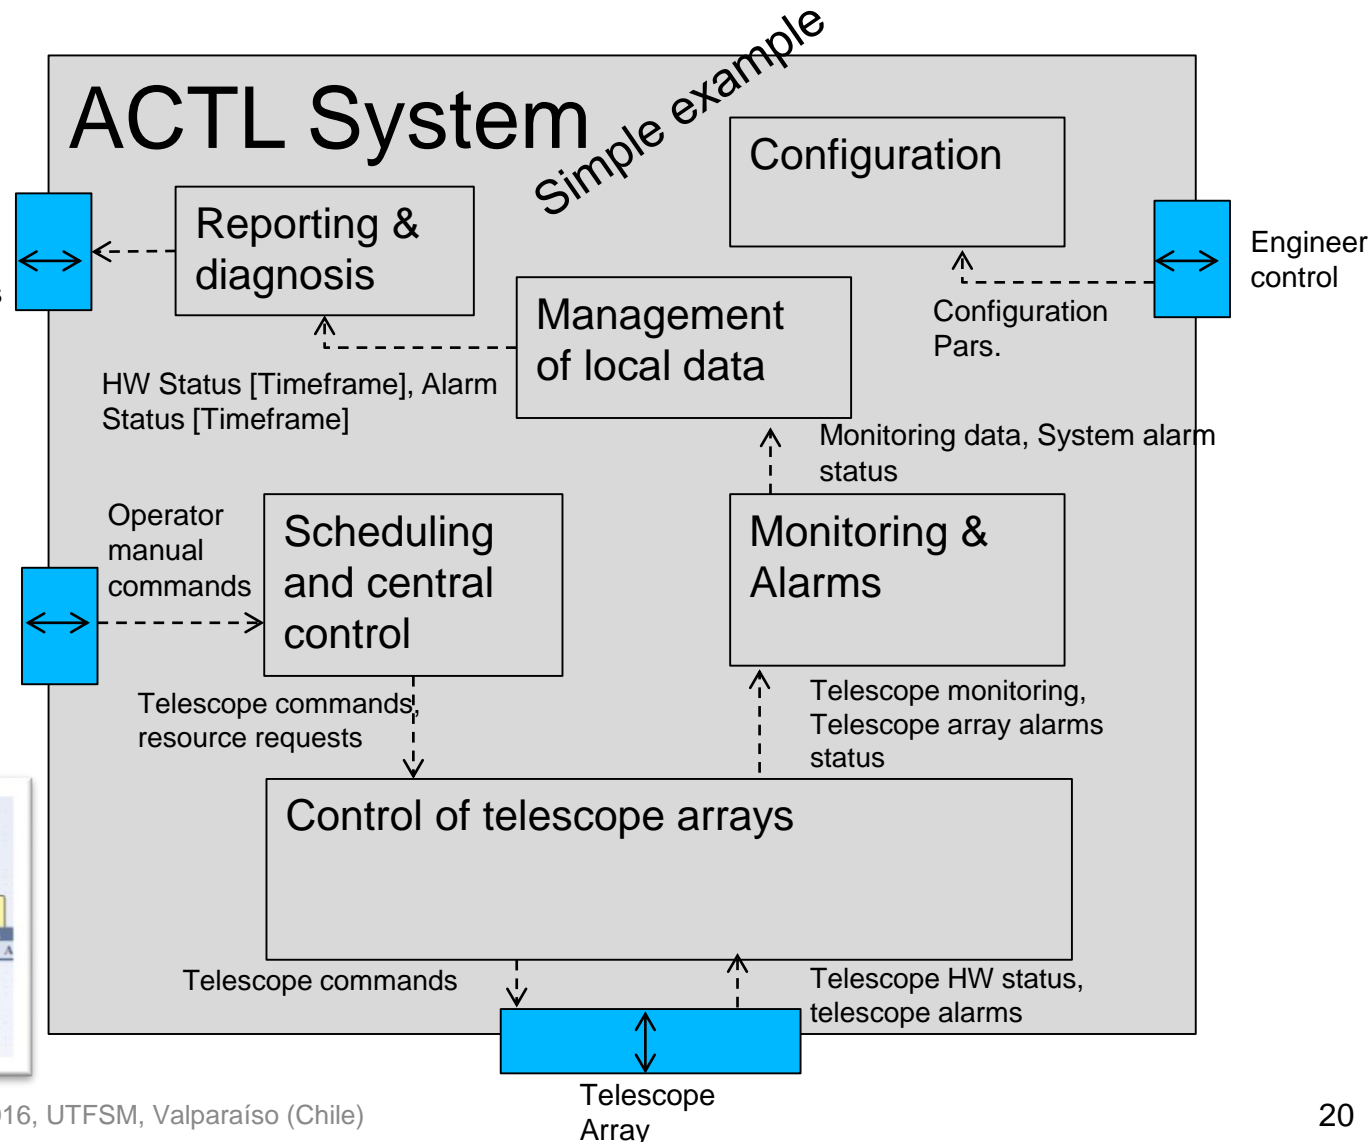 Simple example
ACTL System
Configuration
Reporting &
diagnosis
Engineer
control
Management
of local data
Configuration
Pars.
HW Status [Timeframe], Alarm
Status [Timeframe]
Monitoring data, System alarm
status
Operator
manual
commands
Scheduling
and central
control
Monitoring &
Alarms
Telescope commands,
resource requests
Telescope monitoring,
Telescope array alarms
status
Control of telescope arrays
A
Telescope commands
Telescope HW status,
telescope alarms
Telescope
Array
16, UTFSM, Valparaíso (Chile)
20